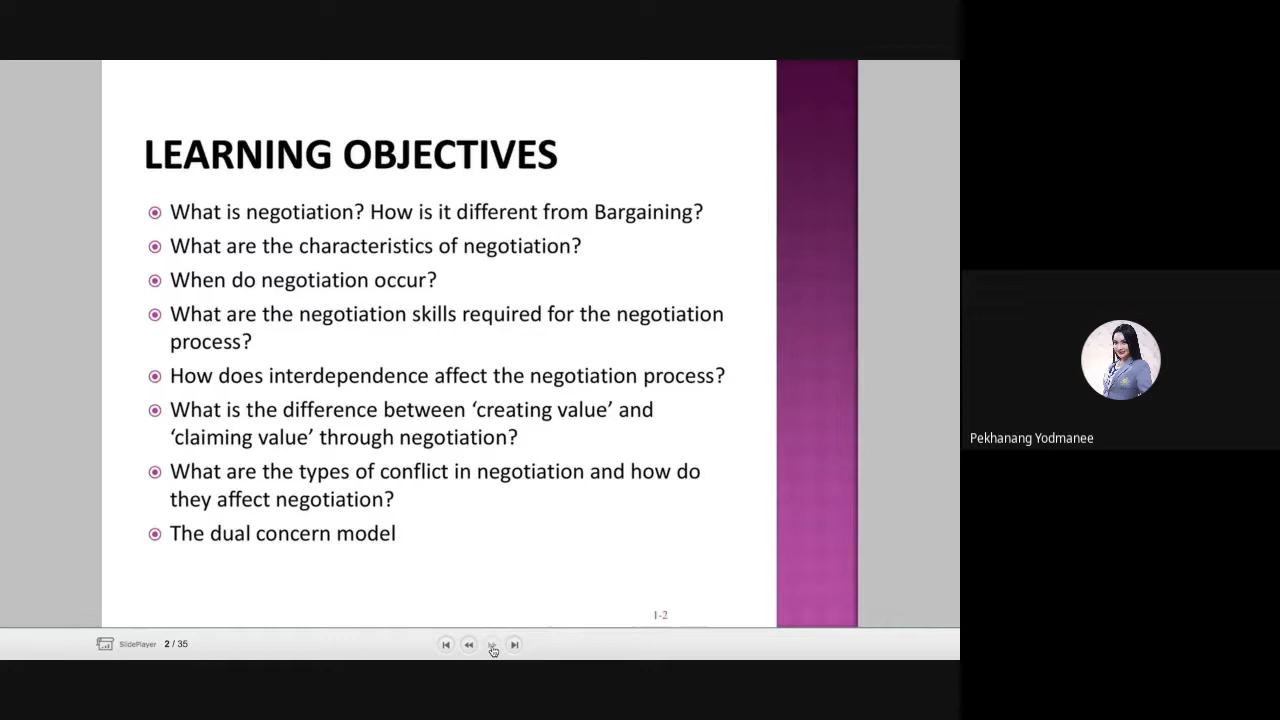 LEARNING OBJECTIVES
What is negotiation? How is it different from Bargaining?
What are the characteristics of negotiation?
When do negotiation occur?
What are the negotiation skills required for the negotiation
process?
How does interdependence affect the negotiation process?
What is the difference between ‘creating value’ and
‘claiming value’ through negotiation?
What are the types of conflict in negotiation and how do
they affect negotiation?
The dual concern model
1-2
SlidePlayer 2 / 35
Pekhanang Yodmanee